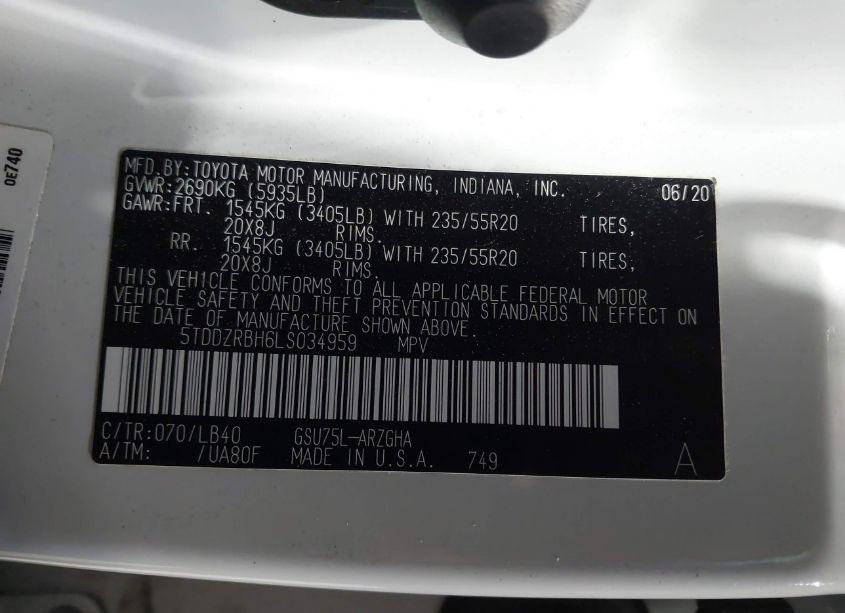 0E740
MFD.BY:TOYOTA MOTOR MANUFACTURING, INDIANA, INC. 06/20
GVWR:2690KG (5935LB)
GAWR:FRT. 1545KG (3405LB) WITH 235/55R20 TIRES,
20X8J RIMS.
RR. 1545KG (3405LB) WITH 235/55R20 TIRES,
20X8J RIMS.
THIS VEHICLE CONFORMS TO ALL APPLICABLE FEDERAL MOTOR
VEHICLE SAFETY AND THEFT PREVENTION STANDARDS IN EFFECT ON
THE DATE OF MANUFACTURE SHOWN ABOVE.
5TDDZRBH6LS034959 MPV
C/TR:070/LB40 GSU75L-ARZGHA
A/TM: /UA80F MADE IN U.S.A. 749 A